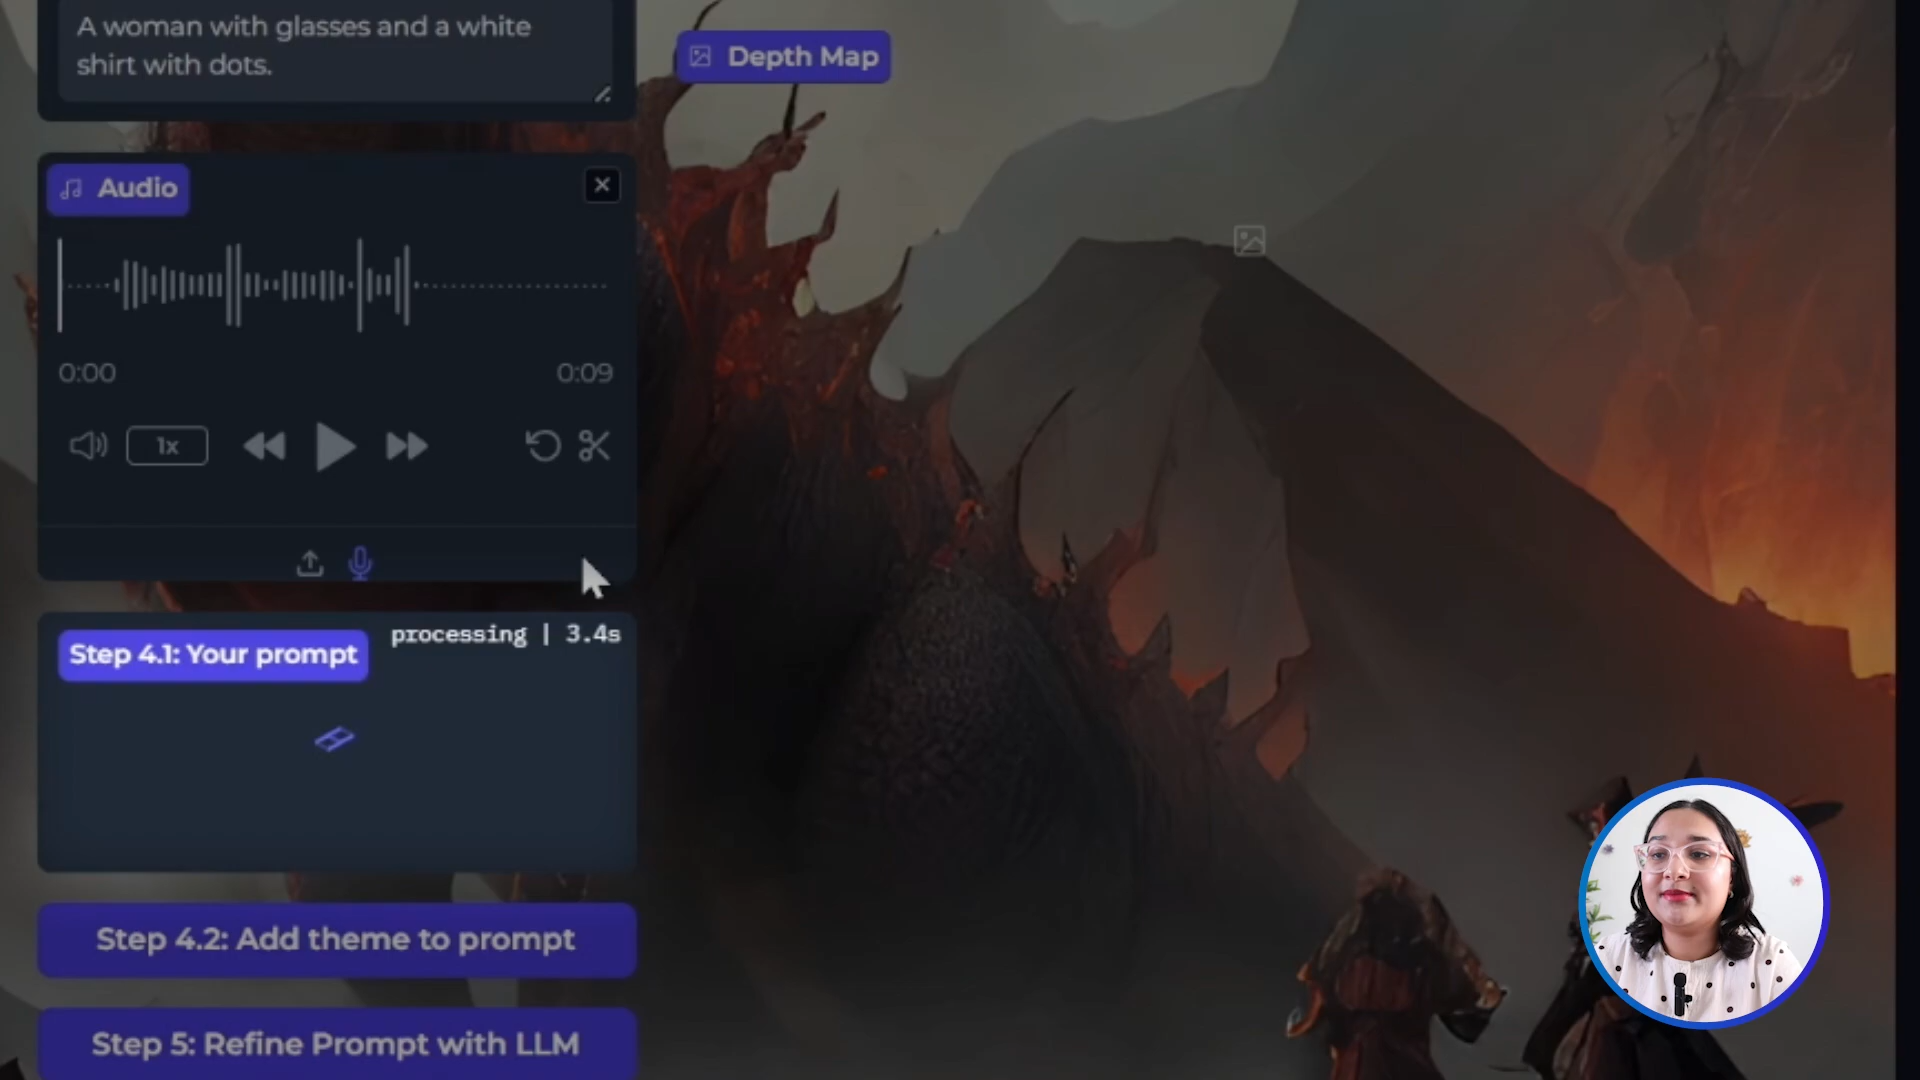 A woman with glasses and a white
shirt with dots.
Depth Map
Audio
0:00
0:09
1x
Step 4.1: Your prompt
processing | 3.4s
Step 4.2: Add theme to prompt
Step 5: Refine Prompt with LLM